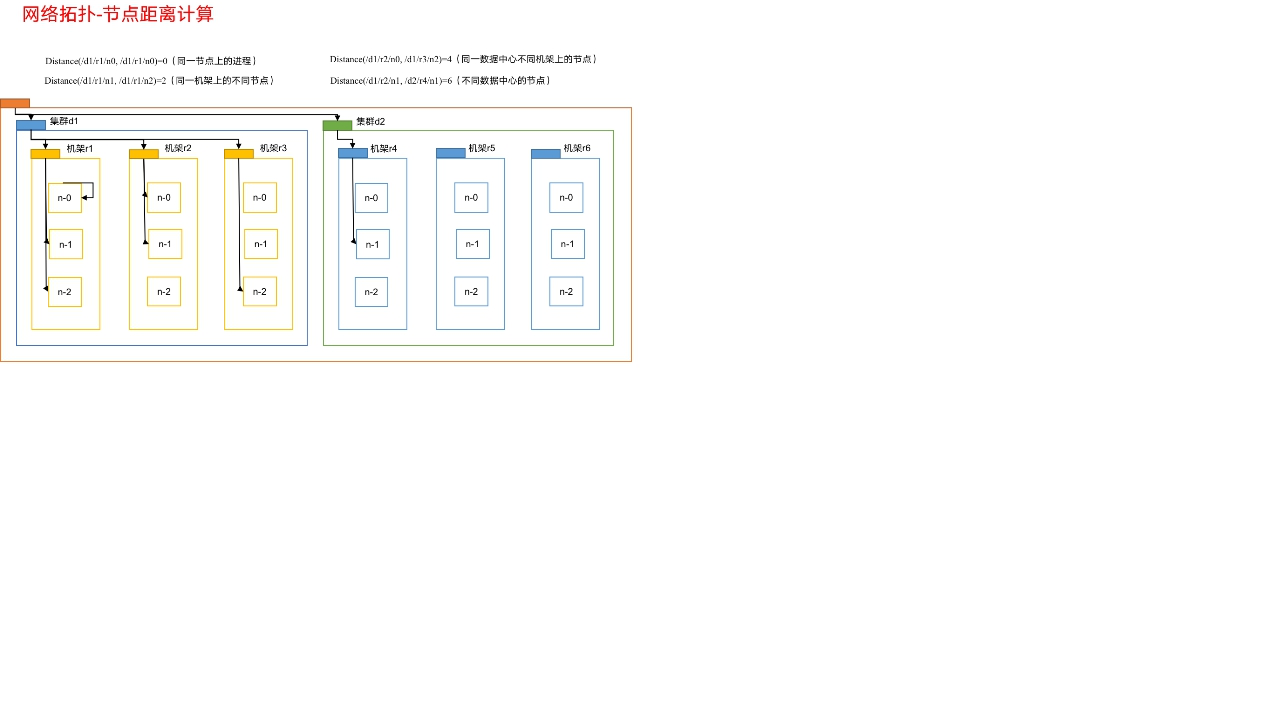 网络拓扑-节点距离计算
Distance(/d1/r1/n0, /d1/r1/n0)=0（同一节点上的进程）
Distance(/d1/r2/n0, /d1/r3/n2)=4（同一数据中心不同机架上的节点）
Distance(/d1/r1/n1, /d1/r1/n2)=2（同一机架上的不同节点）
Distance(/d1/r2/n1, /d2/r4/n1)=6（不同数据中心的节点）
集群d1
集群d2
机架r1
机架r2
机架r3
机架r4
机架r5
机架r6
n-0
n-0
n-0
n-0
n-0
n-0
n-1
n-1
n-1
n-1
n-1
n-1
n-2
n-2
n-2
n-2
n-2
n-2